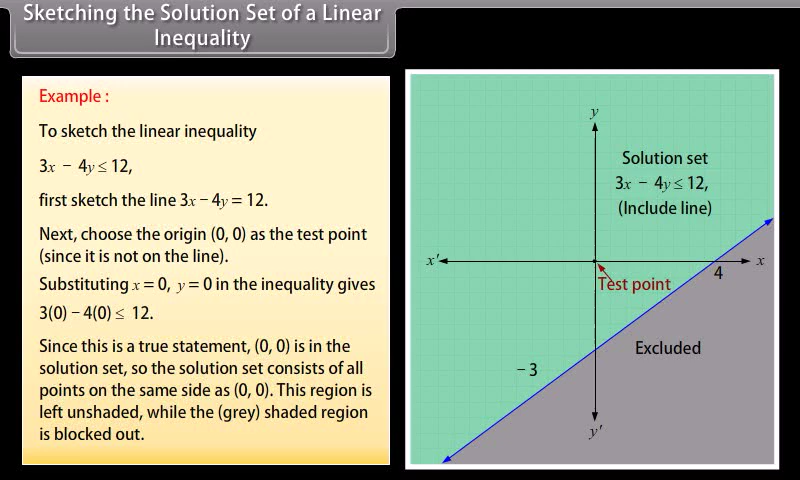 Sketching the Solution Set of a Linear
Inequality
Example :
To sketch the linear inequality
3x − 4y ≤ 12,
first sketch the line 3x − 4y = 12.
Next, choose the origin (0, 0) as the test point
(since it is not on the line).
Substituting x = 0, y = 0 in the inequality gives
3(0) − 4(0) ≤ 12.
Since this is a true statement, (0, 0) is in the
solution set, so the solution set consists of all
points on the same side as (0, 0). This region is
left unshaded, while the (grey) shaded region
is blocked out.
y
Solution set
3x − 4y ≤ 12,
(Include line)
x'
x
4
Test point
Excluded
−3
y'